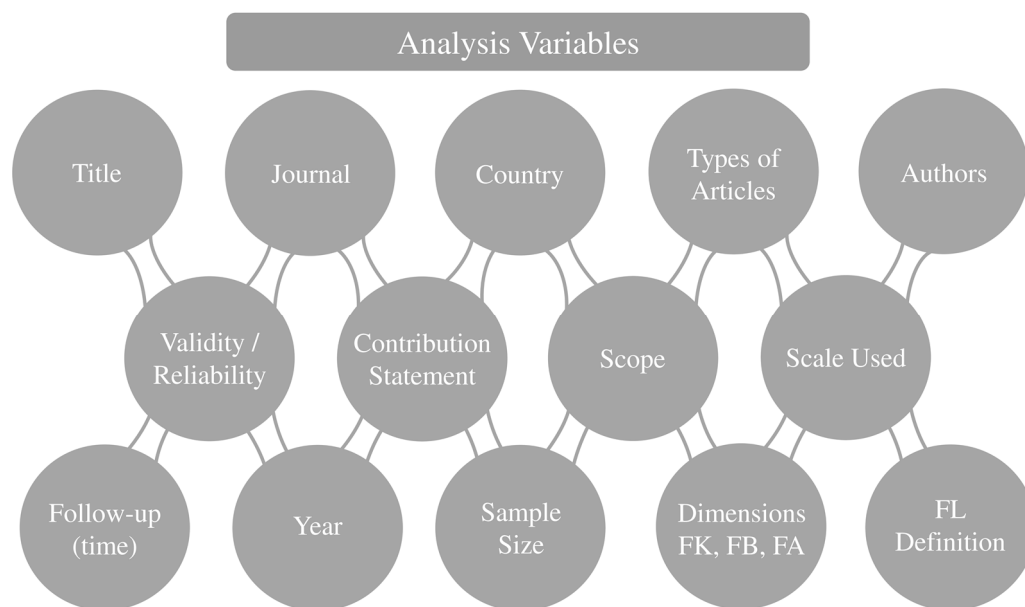 Analysis Variables
Title
Journal
Country
Types of
Articles
Authors
Validity /
Reliability
Contribution
Statement
Scope
Scale Used
Follow-up
(time)
Year
Sample
Size
Dimensions
FK, FB, FA
FL
Definition